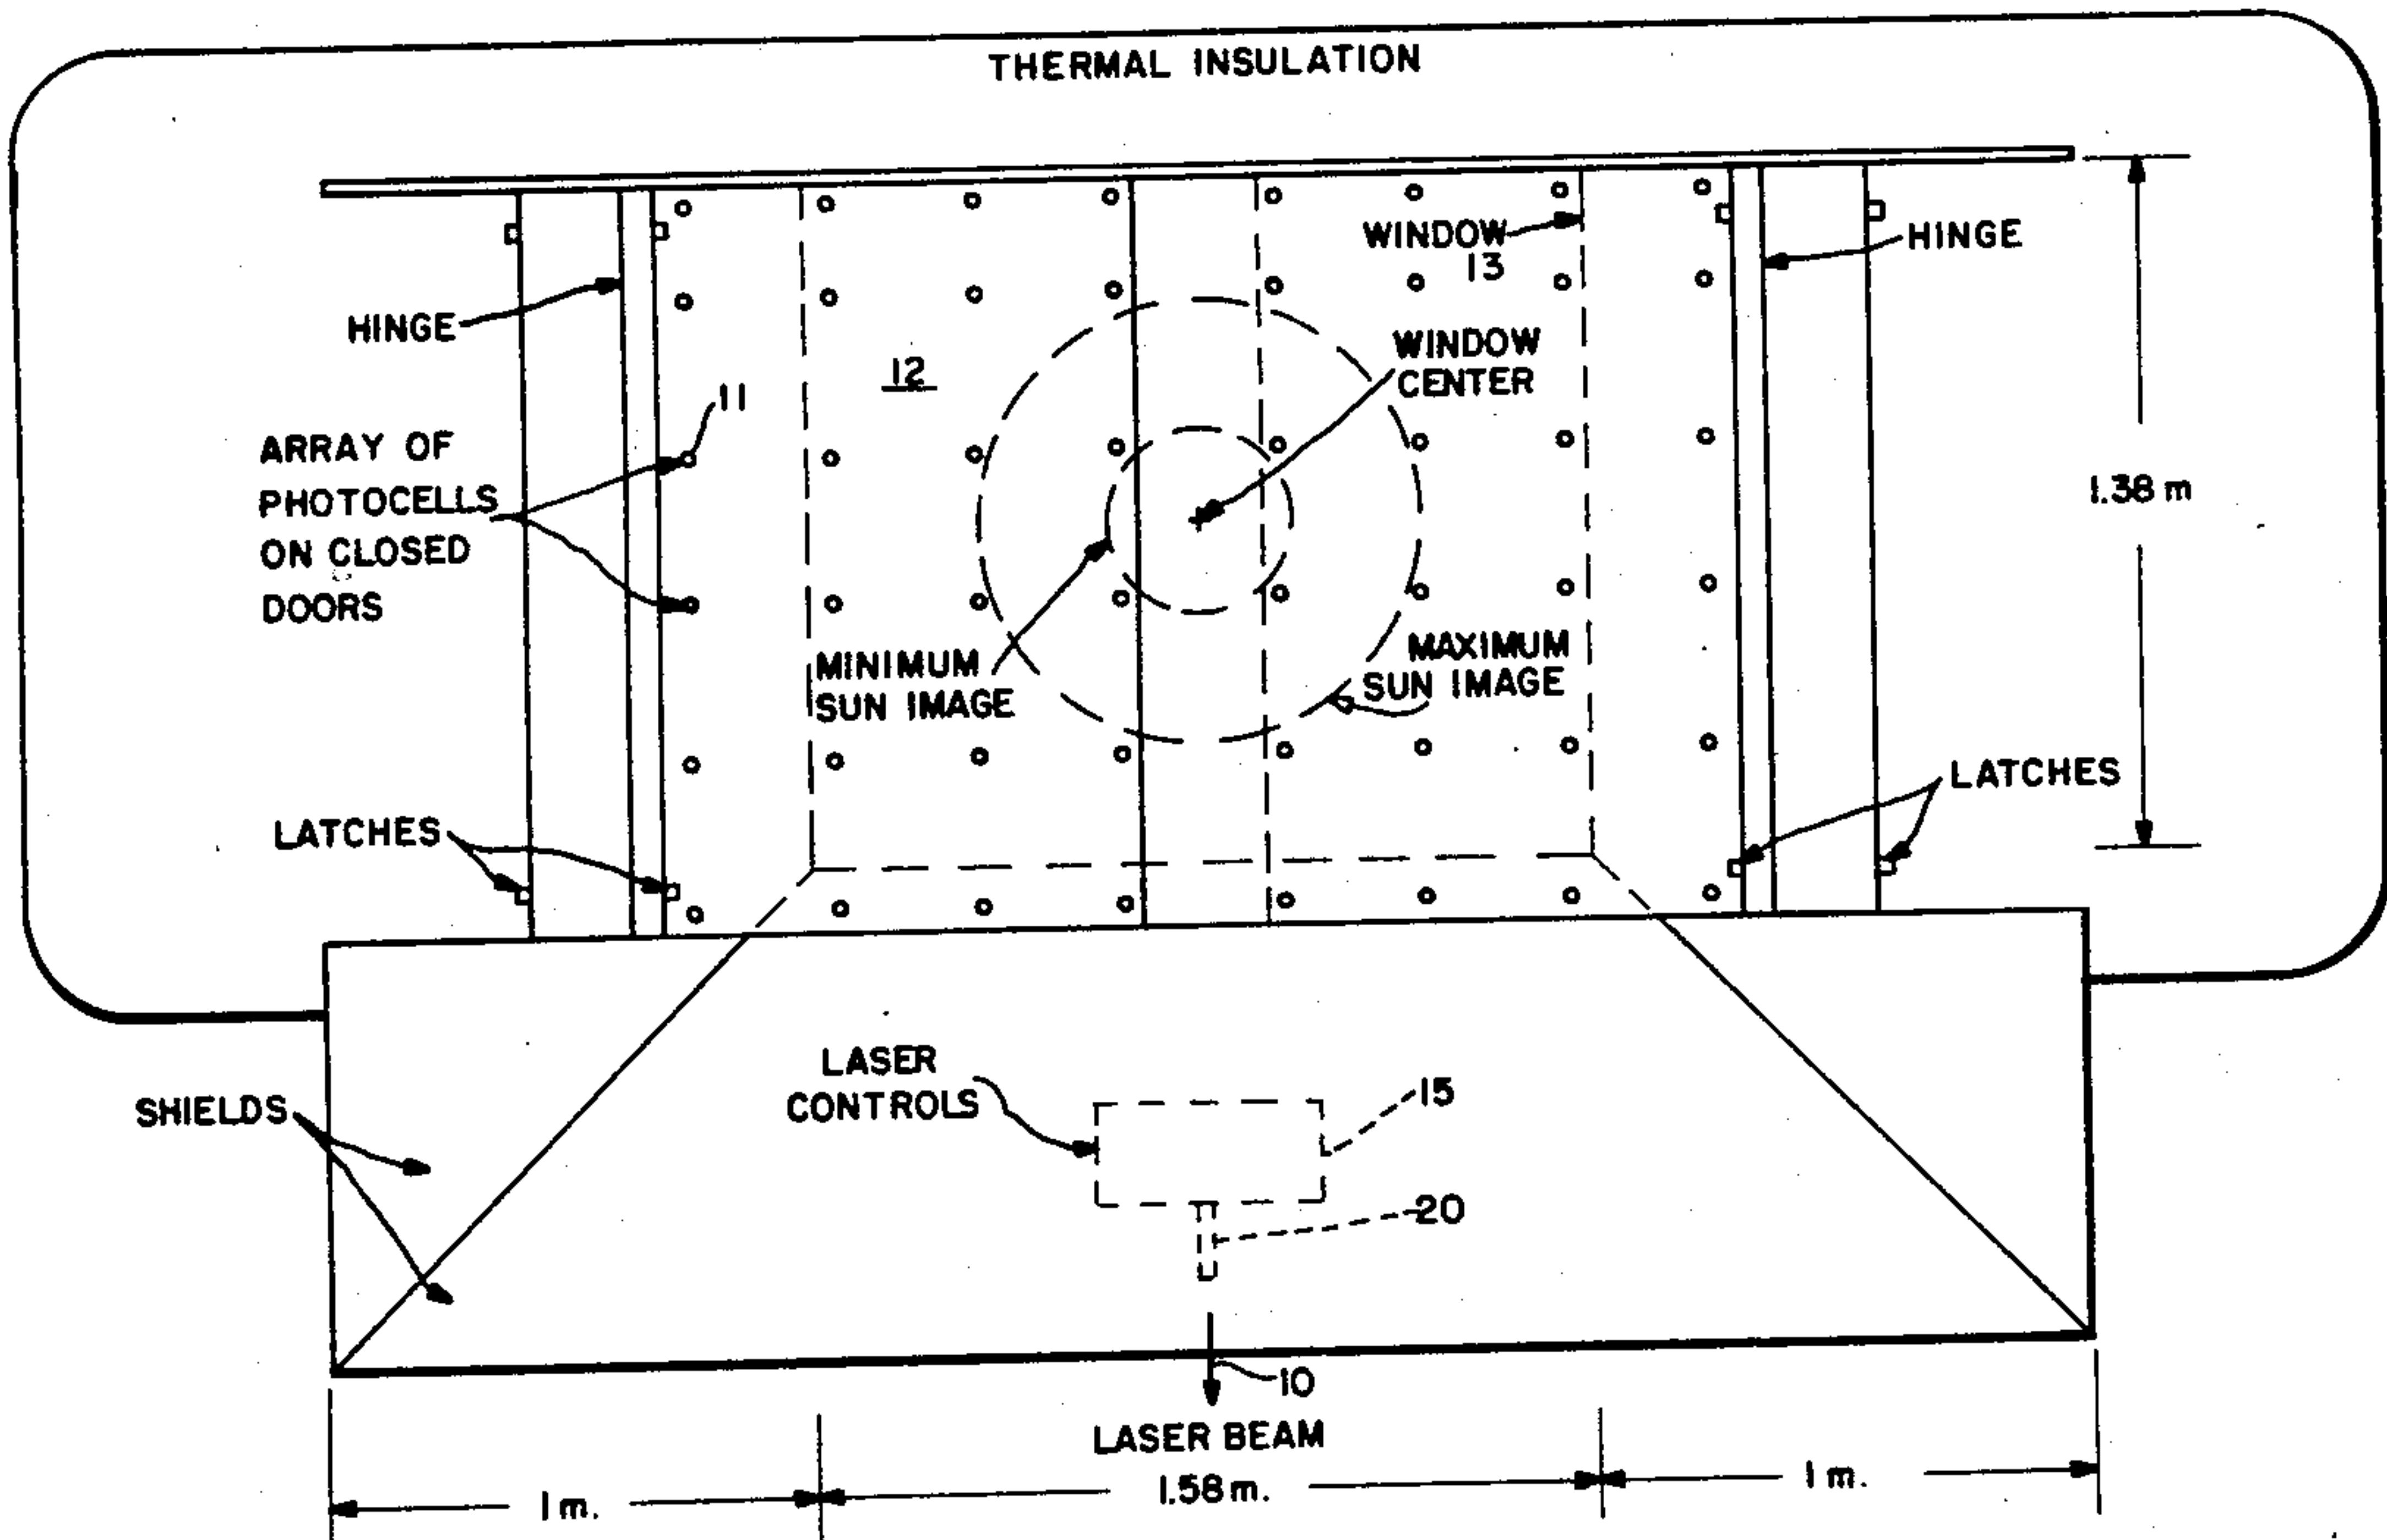 THERMAL INSULATION
WINDOW
13
HINGE
HINGE
WINDOW
CENTER
12
11
ARRAY OF
PHOTOCELLS
ON CLOSED
DOORS
1.38 m
MINIMUM
SUN IMAGE
MAXIMUM
SUN IMAGE
LATCHES
LATCHES
LASER
CONTROLS
15
SHIELDS
20
10
LASER BEAM
1 m.
1.58 m.
1 m.